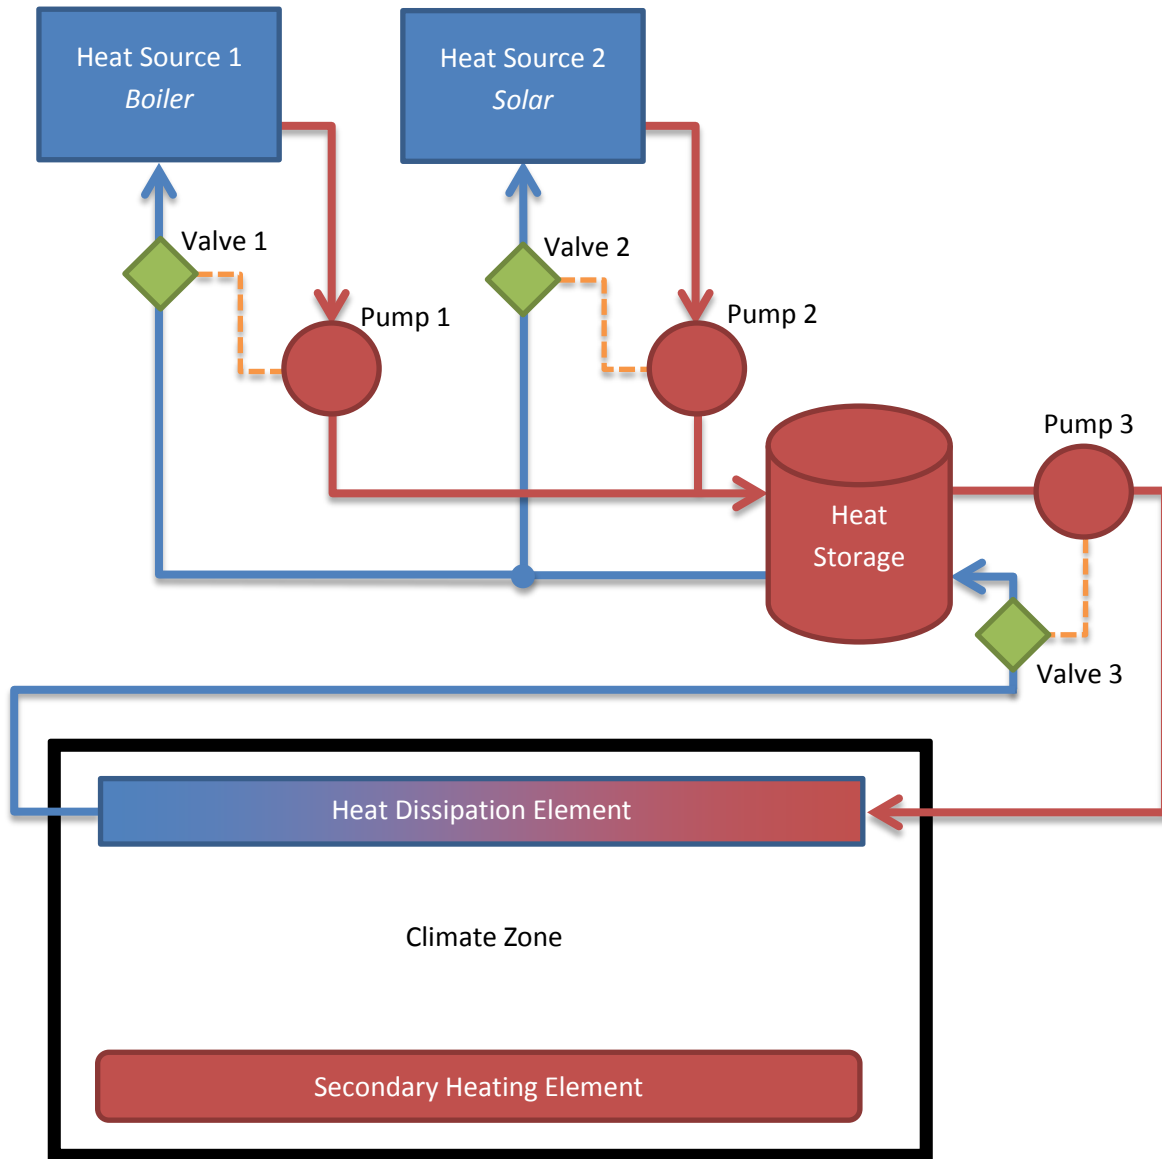 Heat Source 1
Boiler
Heat Source 2
Solar
Valve 1
Valve 2
Pump 1
Pump 2
Pump 3
Heat
Storage
Valve 3
Heat Dissipation Element
Climate Zone
Secondary Heating Element